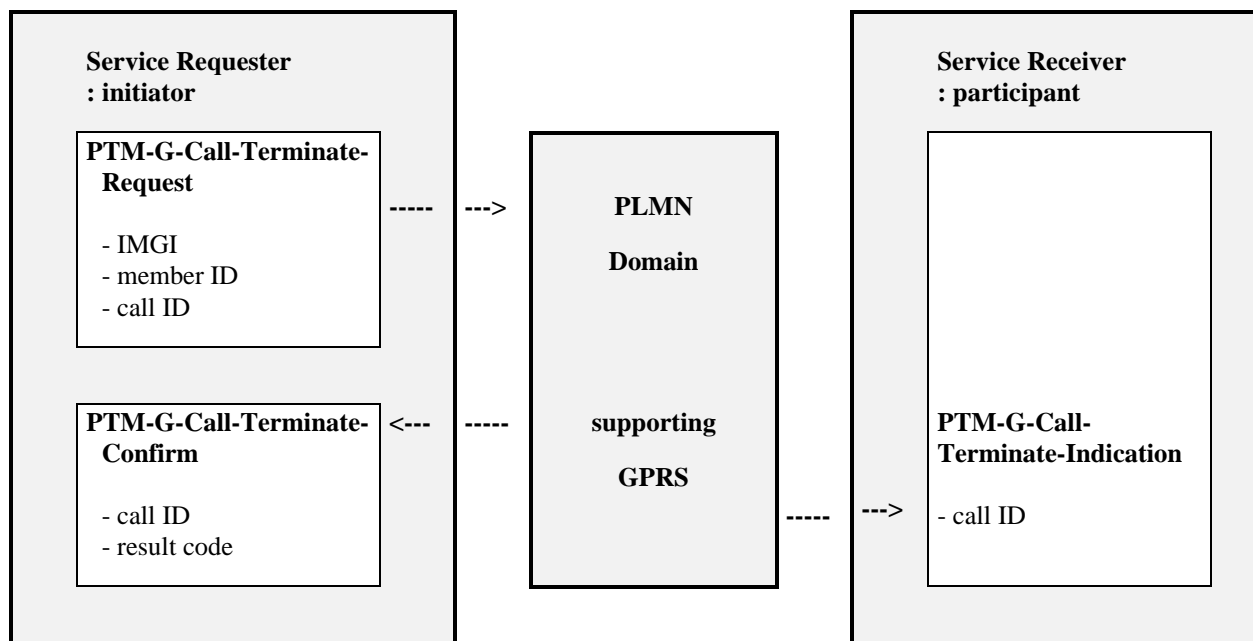 Service Requester
: initiator
PTM-G-Call-Terminate-
Request
- IMGI
- member ID
- call ID
PTM-G-Call-Terminate-
Confirm
- call ID
- result code
----- --->
<--- -----
PLMN
Domain
supporting
GPRS
----- --->
Service Receiver
: participant
PTM-G-Call-
Terminate-Indication
- call ID